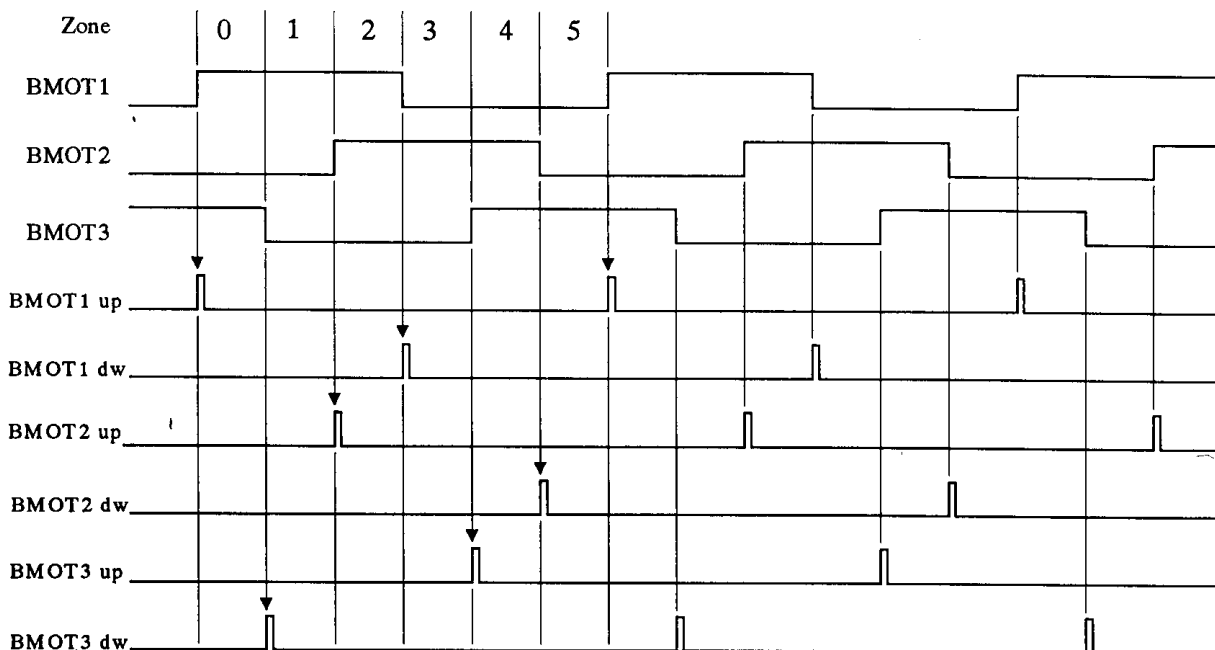 Zone 0 1 2 3 4 5
BMOT1
BMOT2
BMOT3
BMOT1 up
BMOT1 dw
BMOT2 up
BMOT2 dw
BMOT3 up
BMOT3 dw